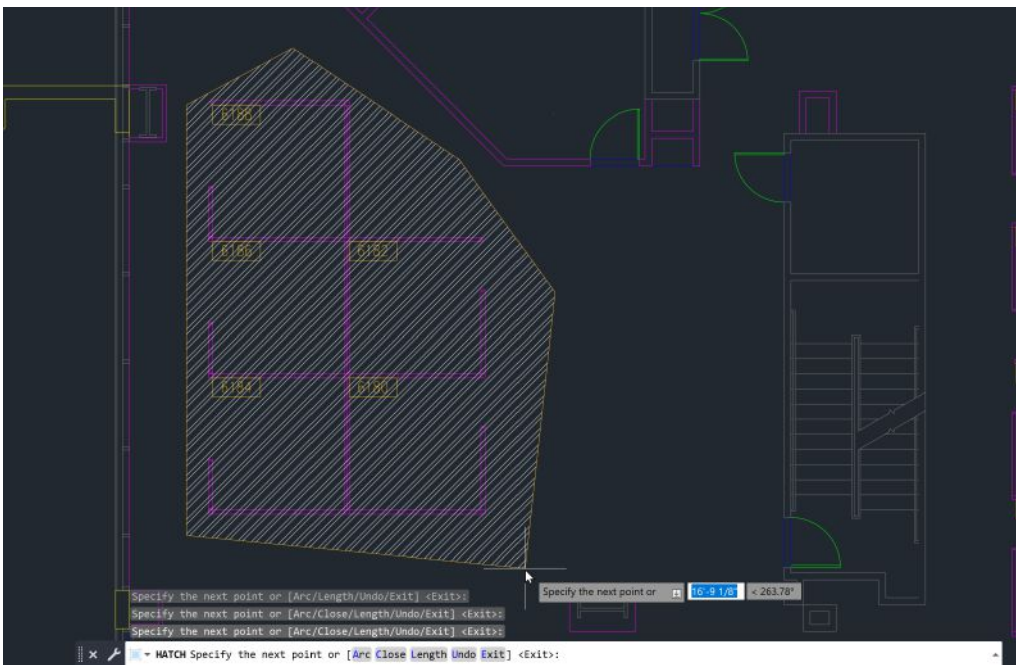 6188
6186
6182
6184
6180
Specify the next point or [Arc/Length/Undo/Exit] <Exit>:
Specify the next point or [Arc/Close/Length/Undo/Exit] <Exit>:
Specify the next point or 16'-9 1/8" < 263.78°
Specify the next point or [Arc/Close/Length/Undo/Exit] <Exit>:
HATCH Specify the next point or [Arc Close Length Undo Exit] <Exit>: